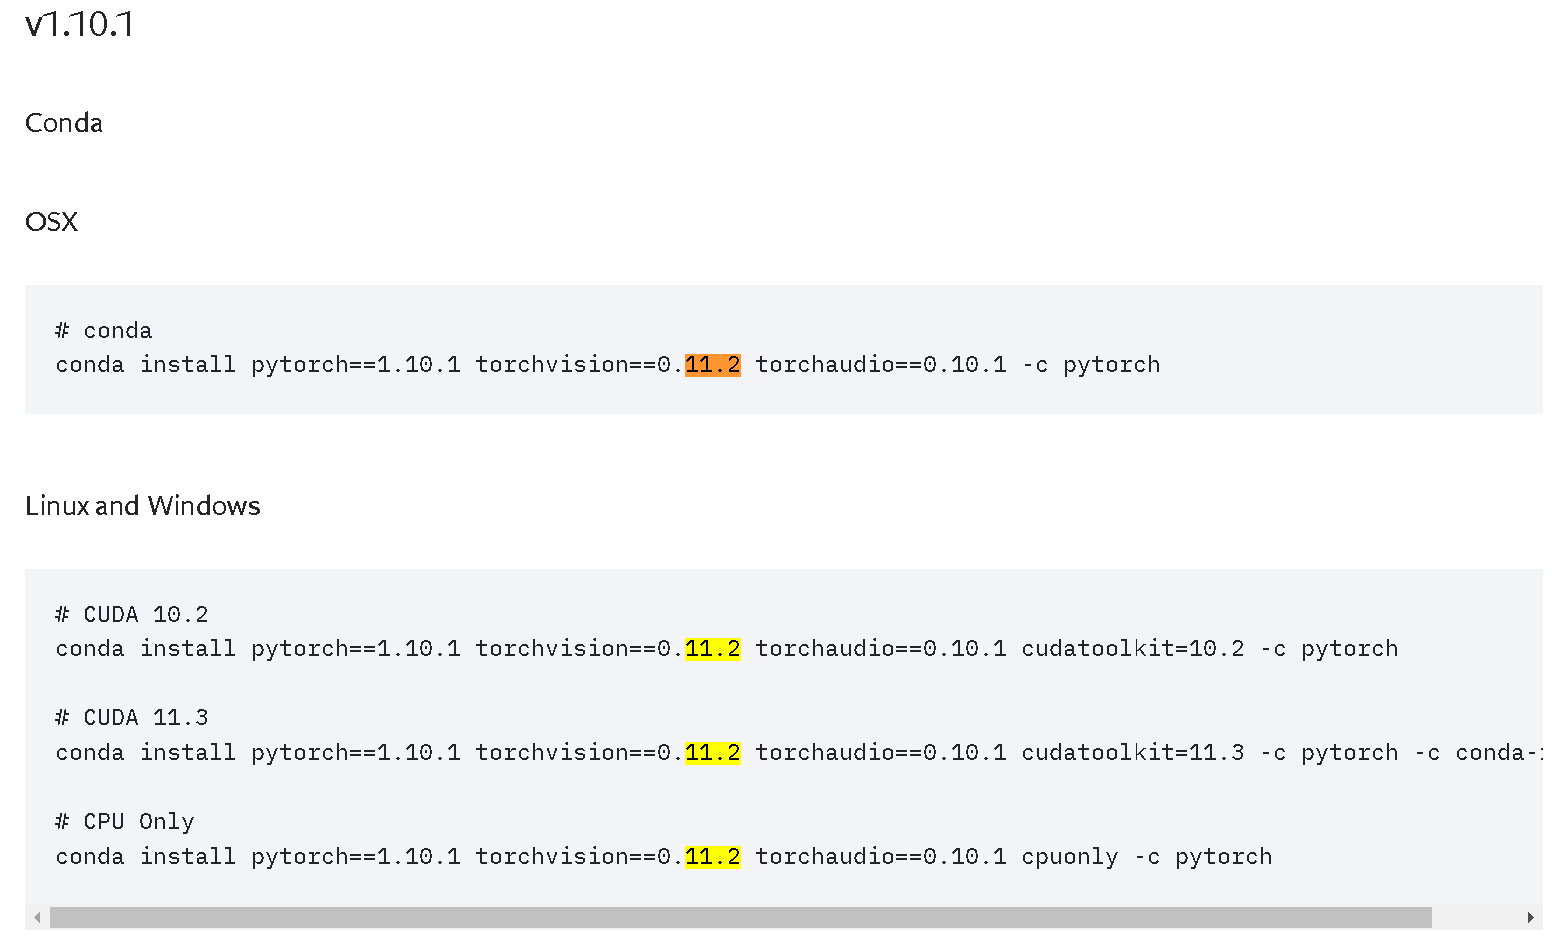 v1.10.1
Conda
OSX
# conda
conda install pytorch==1.10.1 torchvision==0.11.2 torchaudio==0.10.1 -c pytorch
Linux and Windows
# CUDA 10.2
conda install pytorch==1.10.1 torchvision==0.11.2 torchaudio==0.10.1 cudatoolkit=10.2 -c pytorch
# CUDA 11.3
conda install pytorch==1.10.1 torchvision==0.11.2 torchaudio==0.10.1 cudatoolkit=11.3 -c pytorch -c conda-
# CPU Only
conda install pytorch==1.10.1 torchvision==0.11.2 torchaudio==0.10.1 cpuonly -c pytorch